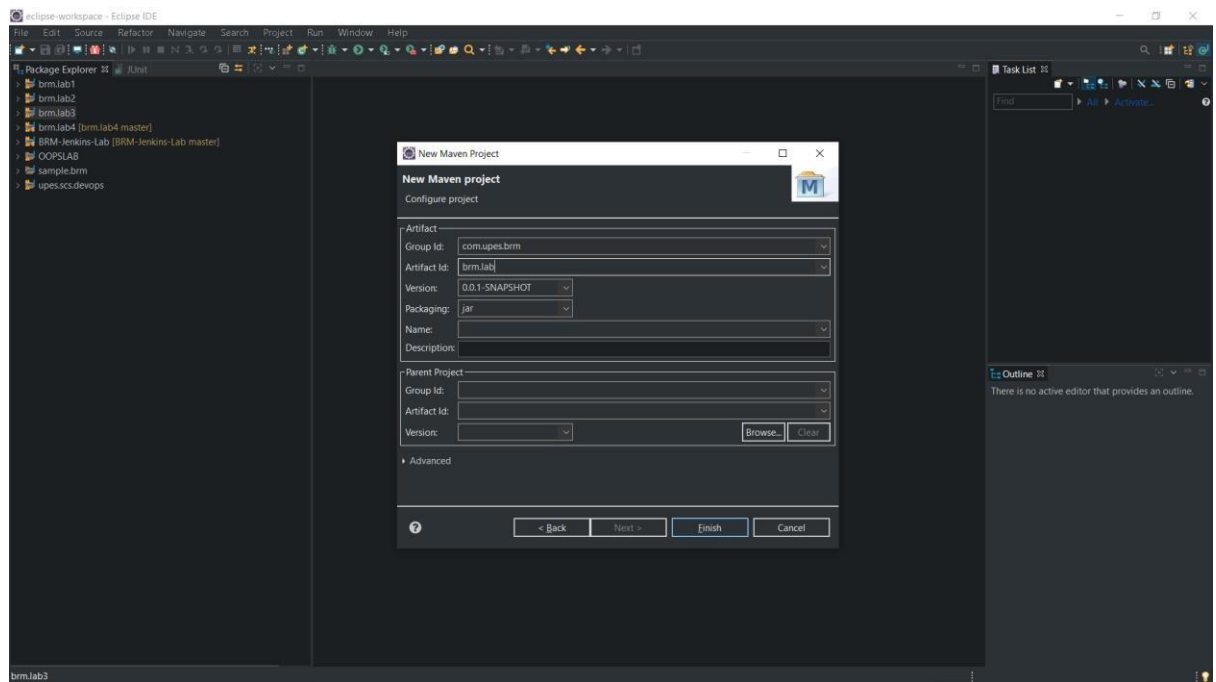 eclipse-workspace - Eclipse IDE
File Edit Source Refactor Navigate Search Project Run Window Help
Package Explorer JUnit
brm.lab1
brm.lab2
brm.lab3
brm.lab4 [brm.lab4 master]
BRM-Jenkins-Lab [BRM-Jenkins-Lab master]
OOPSLAB
sample.brm
upes.scs.devops
New Maven Project
New Maven project
Configure project
M
Artifact
Group Id: com.upes.brm
Artifact Id: brm.lab
Version: 0.0.1-SNAPSHOT
Packaging: jar
Name:
Description:
Parent Project
Group Id:
Artifact Id:
Version: Browse... Clear
Advanced
< Back Next > Finish Cancel
Task List
Find All Activate...
Outline
There is no active editor that provides an outline.
brm.lab3